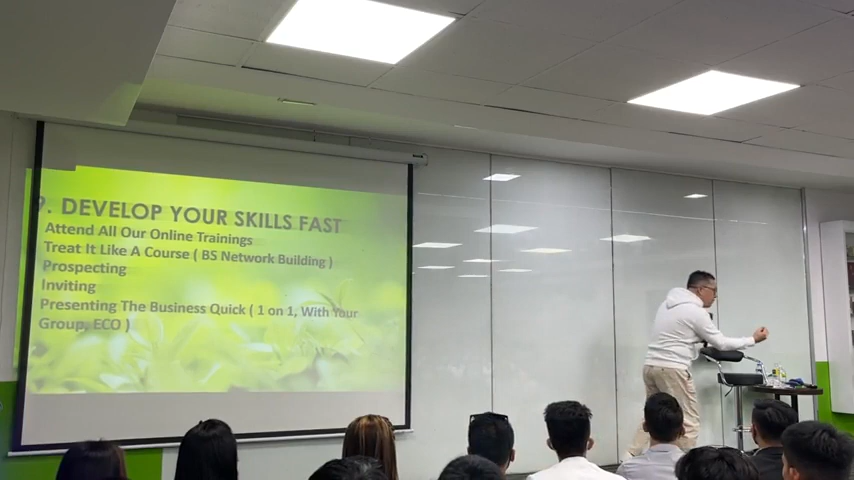 9. DEVELOP YOUR SKILLS FAST
Attend All Our Online Trainings
Treat It Like A Course ( BS Network Building )
Prospecting
Inviting
Presenting The Business Quick ( 1 on 1, With Your
Group, ECO )